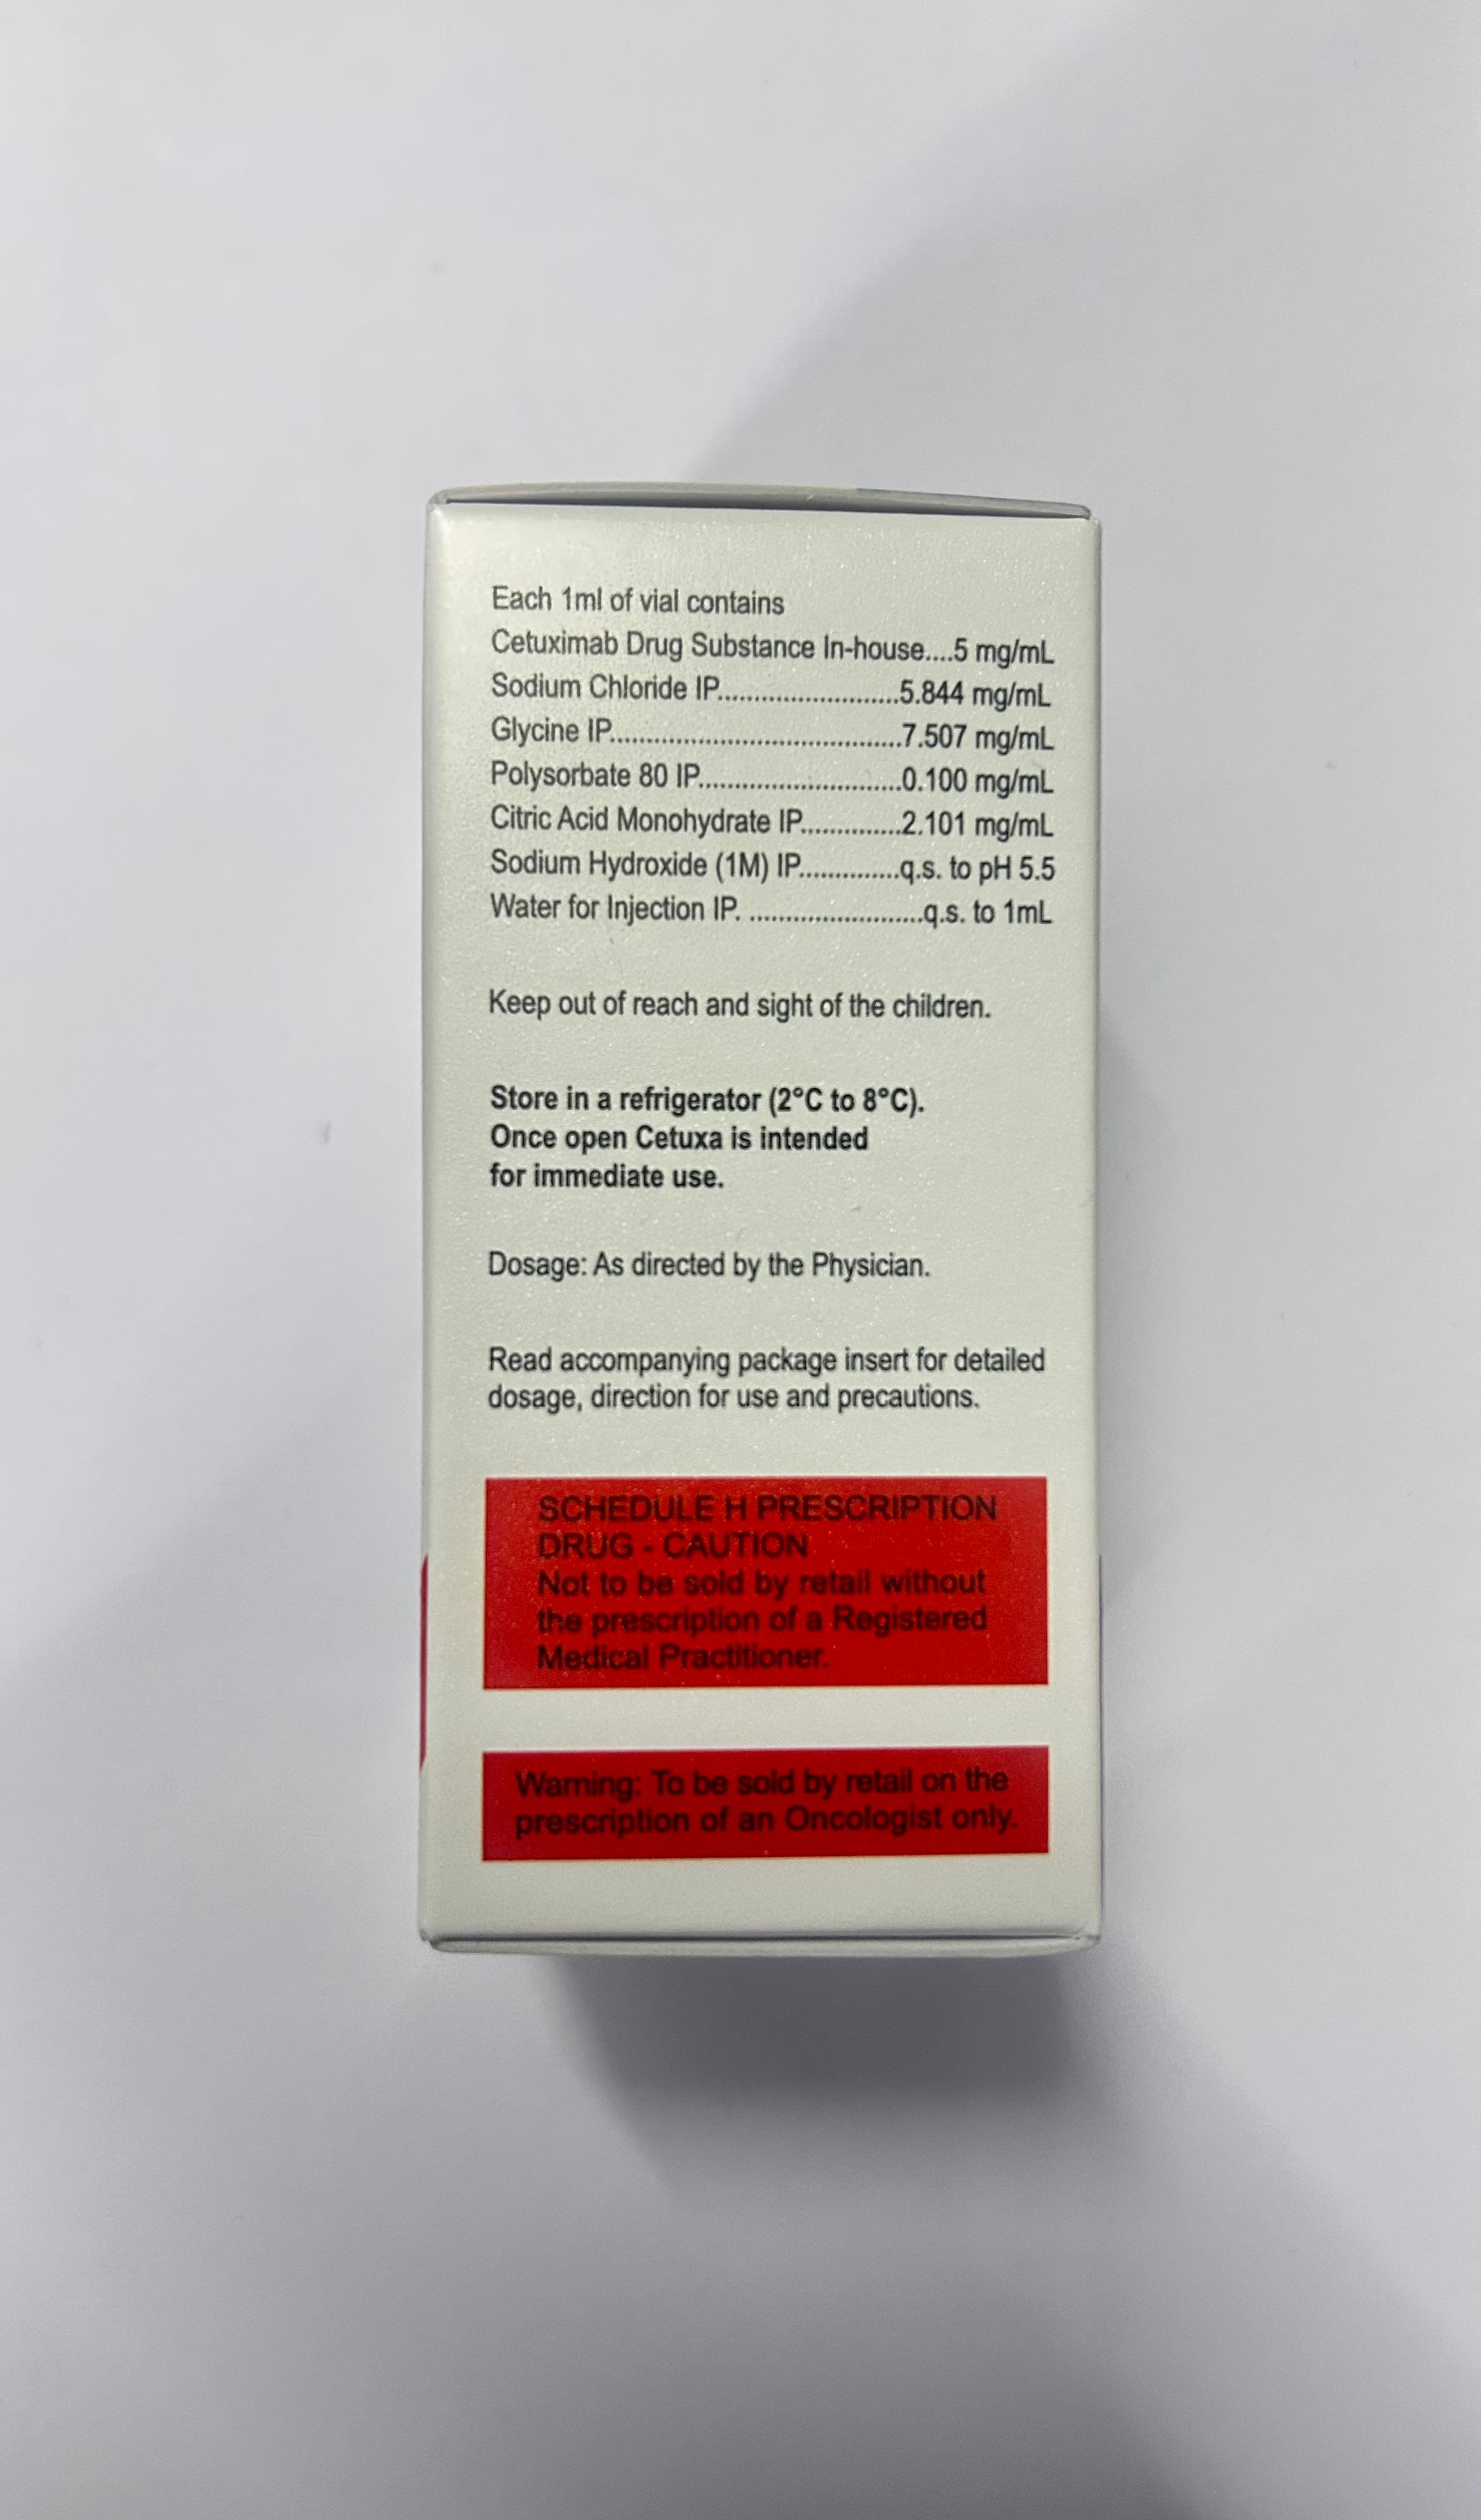 Each 1ml of vial contains
Cetuximab Drug Substance In-house....5 mg/mL
Sodium Chloride IP.........................5.844 mg/mL
Glycine IP........................................7.507 mg/mL
Polysorbate 80 IP............................0.100 mg/mL
Citric Acid Monohydrate IP..............2.101 mg/mL
Sodium Hydroxide (1M) IP..............q.s. to pH 5.5
Water for Injection IP. ........................q.s. to 1mL
Keep out of reach and sight of the children.
Store in a refrigerator (2°C to 8°C).
Once open Cetuxa is intended
for immediate use.
Dosage: As directed by the Physician.
Read accompanying package insert for detailed
dosage, direction for use and precautions.
SCHEDULE H PRESCRIPTION
DRUG - CAUTION
Not to be sold by retail without
the prescription of a Registered
Medical Practitioner.
Warning: To be sold by retail on the
prescription of an Oncologist only.